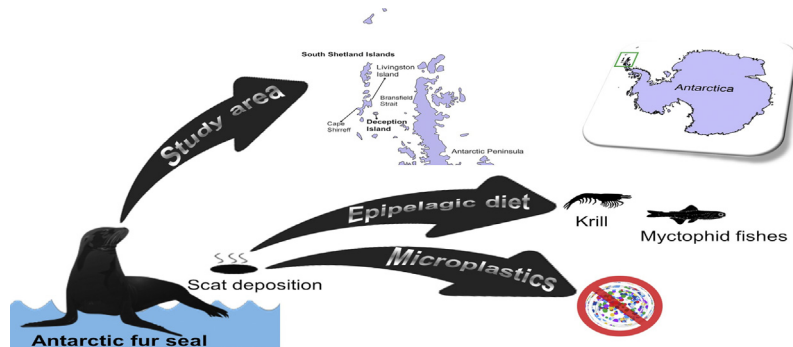 South Shetland Islands
Livingston
Island
Bransfield
Strait
Cape
Shirreff
Deception
Island
Antarctic Peninsula
Antarctica
Study area
Epipelagic diet
Krill
Myctophid fishes
Scat deposition
Microplastics
Antarctic fur seal